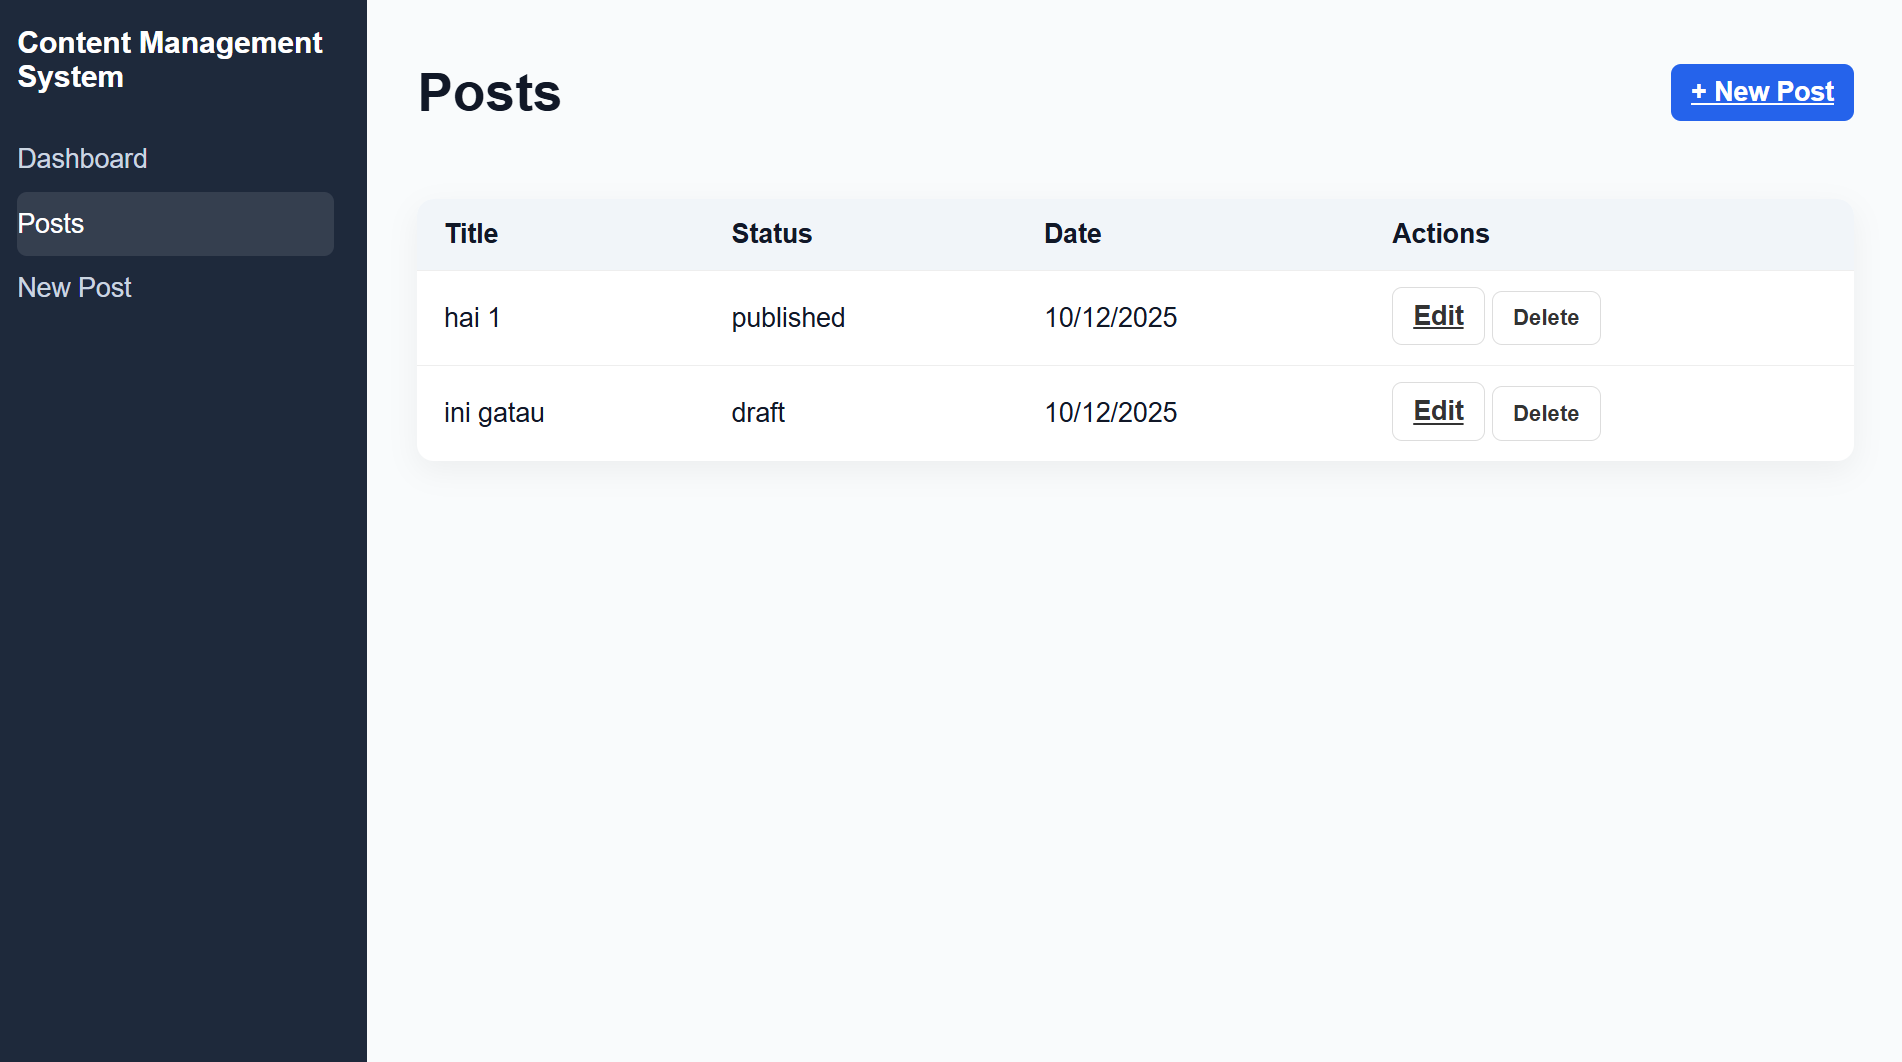 Content Management
System
Dashboard
Posts
New Post
Posts
+ New Post
Title Status Date Actions
hai 1 published 10/12/2025 Edit Delete
ini gatau draft 10/12/2025 Edit Delete